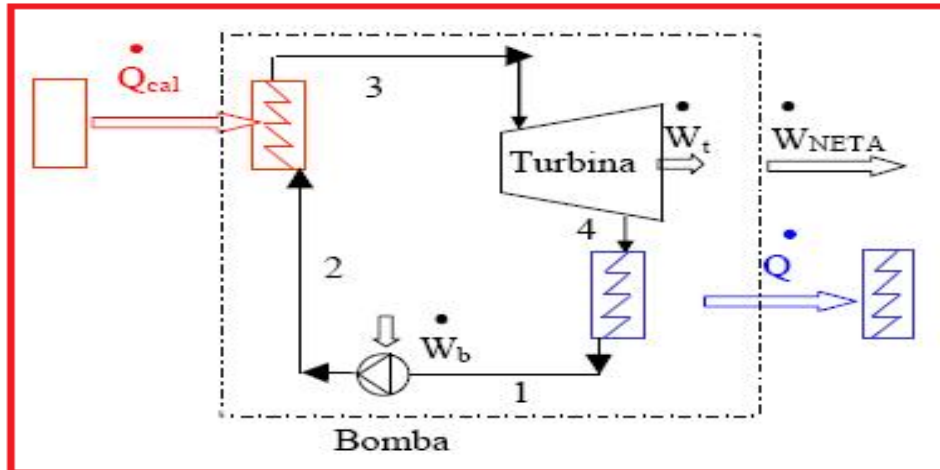 Q̇cal
3
Ẇt
ẆNETA
Turbina
4
Q̇
2
Ẇb
1
Bomba